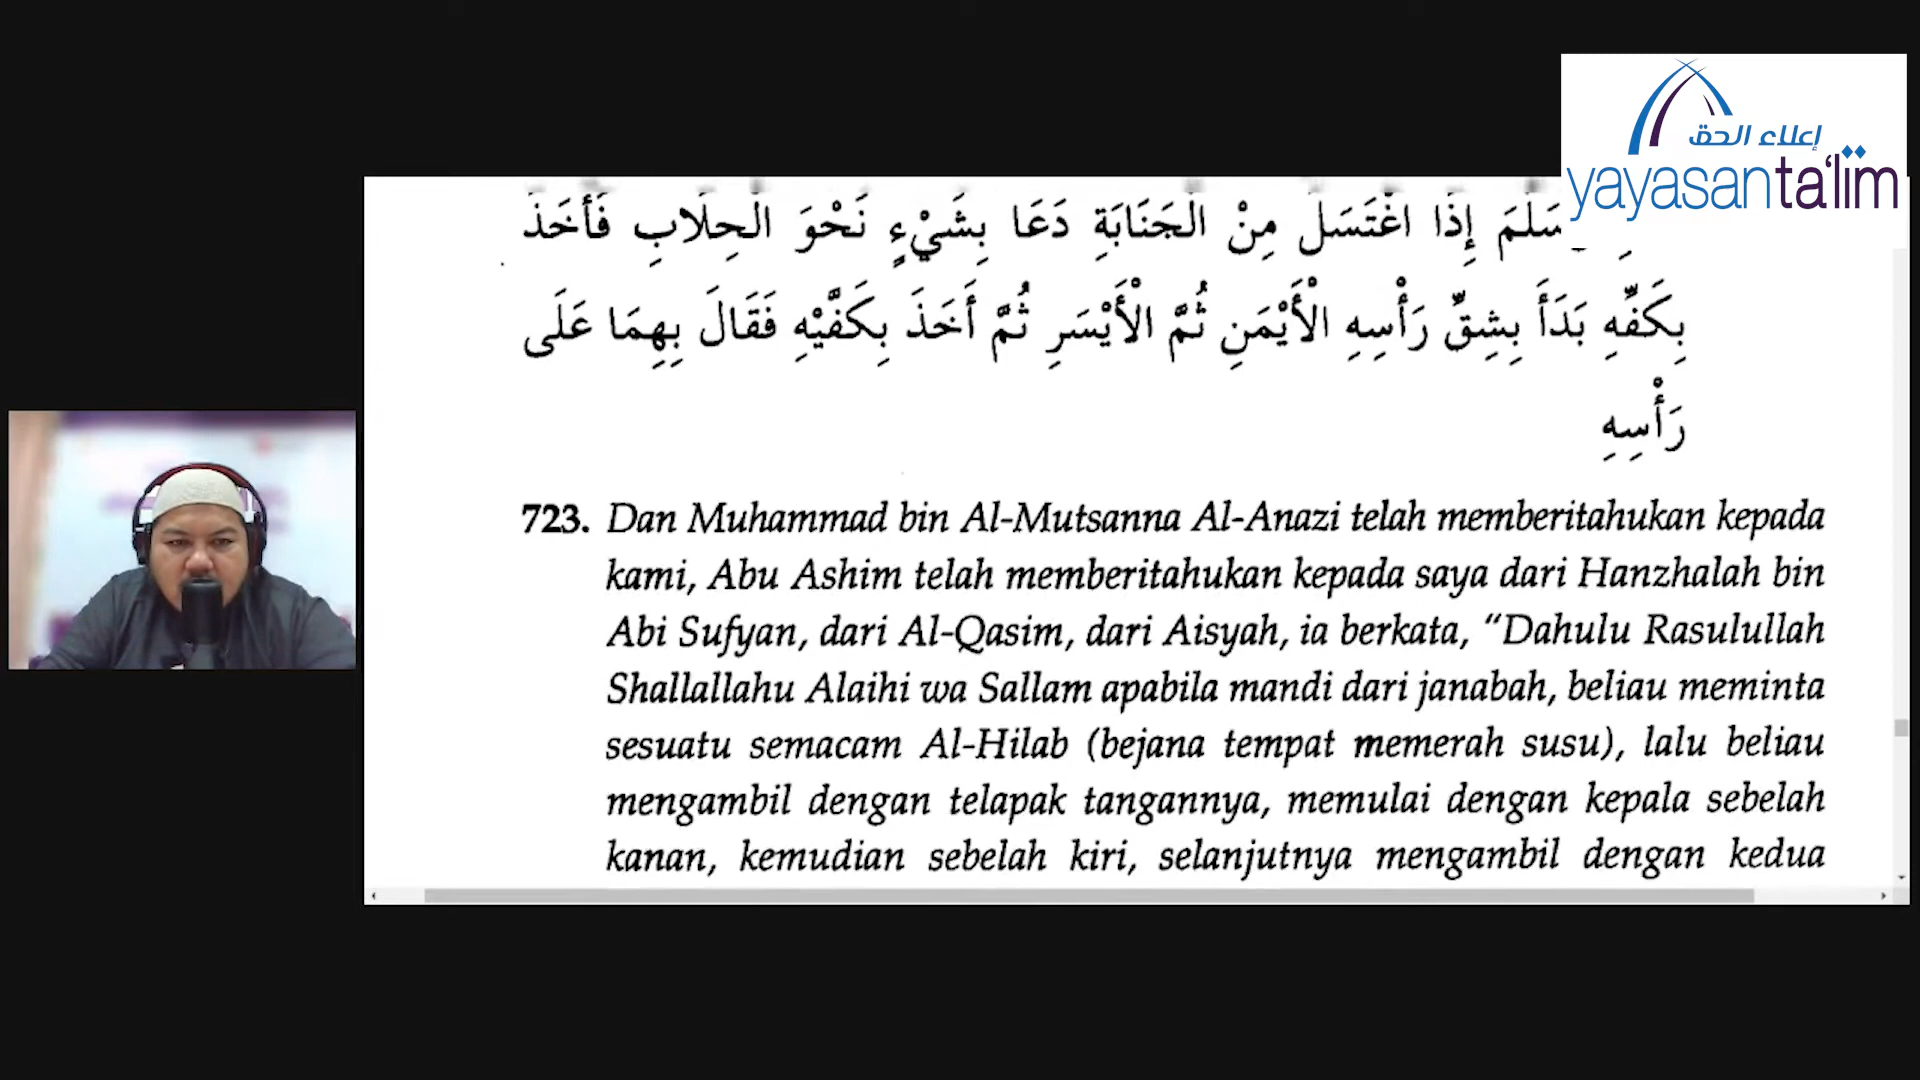 إعلاء الحق
yayasanta'lim
سَلَّمَ إِذَا اغْتَسَلَ مِنْ الْجَنَابَةِ دَعَا بِشَيْءٍ نَحْوَ الْحِلَابِ فَأَخَذَ
بِكَفِّهِ بَدَأَ بِشِقِّ رَأْسِهِ الْأَيْمَنِ ثُمَّ الْأَيْسَرِ ثُمَّ أَخَذَ بِكَفَّيْهِ فَقَالَ بِهِمَا عَلَى
رَأْسِهِ
723. Dan Muhammad bin Al-Mutsanna Al-Anazi telah memberitahukan kepada
kami, Abu Ashim telah memberitahukan kepada saya dari Hanzhalah bin
Abi Sufyan, dari Al-Qasim, dari Aisyah, ia berkata, “Dahulu Rasulullah
Shallallahu Alaihi wa Sallam apabila mandi dari janabah, beliau meminta
sesuatu semacam Al-Hilab (bejana tempat memerah susu), lalu beliau
mengambil dengan telapak tangannya, memulai dengan kepala sebelah
kanan, kemudian sebelah kiri, selanjutnya mengambil dengan kedua